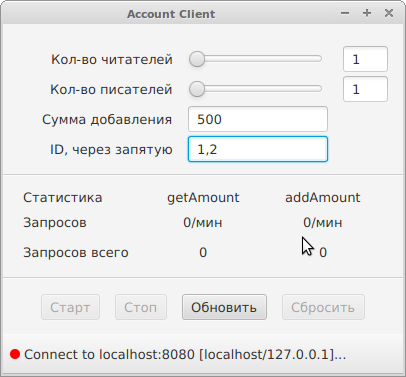 Account Client
Кол-во читателей 1
Кол-во писателей 1
Сумма добавления 500
ID, через запятую 1,2
Статистика getAmount addAmount
Запросов 0/мин 0/мин
Запросов всего 0 0
Старт Стоп Обновить Сбросить
Connect to localhost:8080 [localhost/127.0.0.1]...